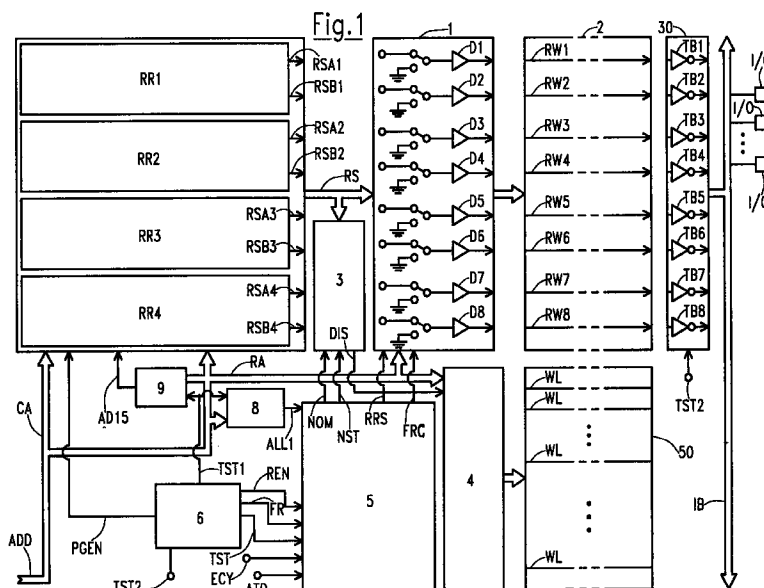 Fig.1
1
2
30
RR1
RSA1
RSB1
D1
RW1
TB1
I/O
D2
RW2
TB2
I/O
RR2
RSA2
RSB2
RS
D3
RW3
TB3
D4
RW4
TB4
I/O
RR3
RSA3
RSB3
3
D5
RW5
TB5
D6
RW6
TB6
RR4
RSA4
RSB4
DIS
D7
RW7
TB7
D8
RW8
TB8
CA
AD15
9
RA
8
ALL1
NOM
NST
RRS
FRC
WL
WL
WL
WL
TST2
50
4
5
IB
TST1
REN
FR
6
TST
ADD
PGEN
TST2
ECY